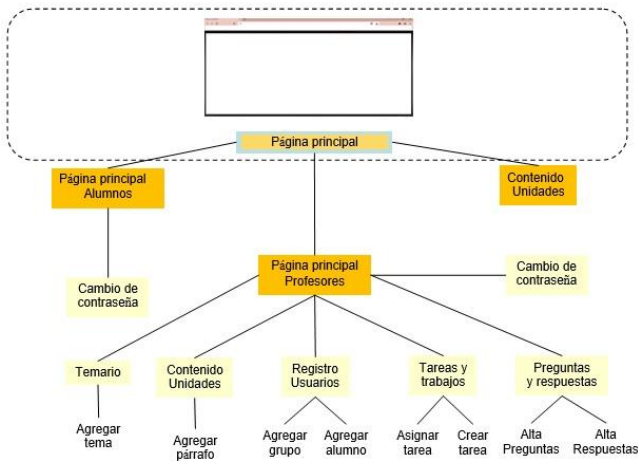 Página principal
Página principal
Alumnos
Contenido
Unidades
Cambio de
contraseña
Página principal
Profesores
Cambio de
contraseña
Temario
Contenido
Unidades
Registro
Usuarios
Tareas y
trabajos
Preguntas
y respuestas
Agregar
tema
Agregar
párrafo
Agregar
grupo
Agregar
alumno
Asignar
tarea
Crear
tarea
Alta
Preguntas
Alta
Respuestas